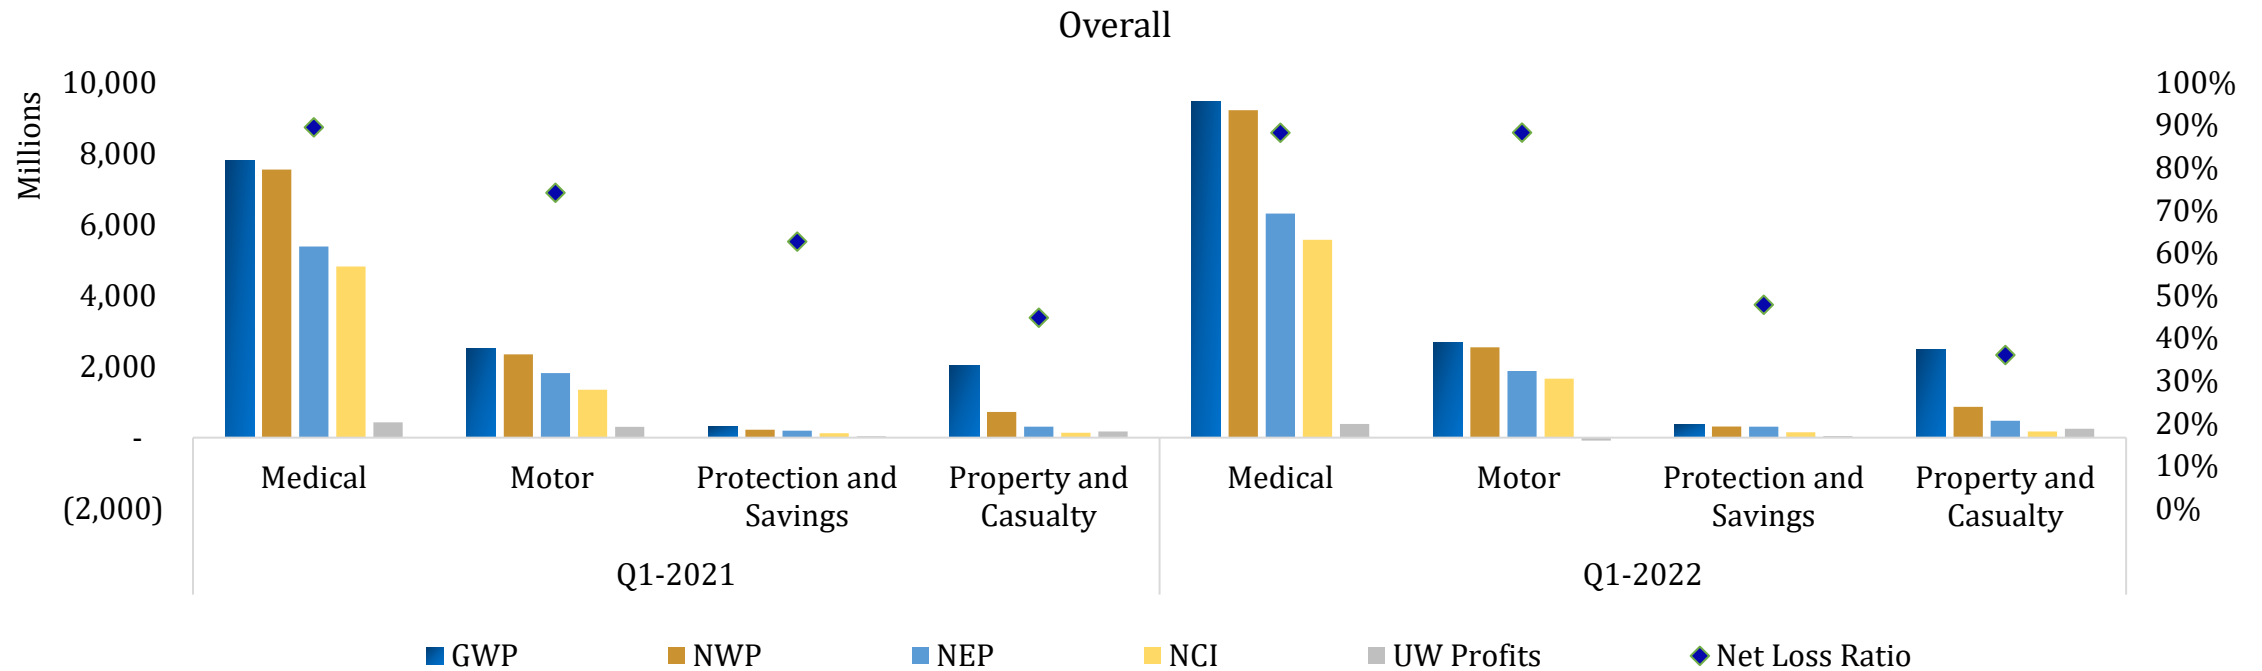 Overall
Millions
10,000
8,000
6,000
4,000
2,000
-
(2,000)
100%
90%
80%
70%
60%
50%
40%
30%
20%
10%
0%
Medical
Motor
Protection and
Savings
Property and
Casualty
Medical
Motor
Protection and
Savings
Property and
Casualty
Q1-2021
Q1-2022
GWP
NWP
NEP
NCI
UW Profits
Net Loss Ratio